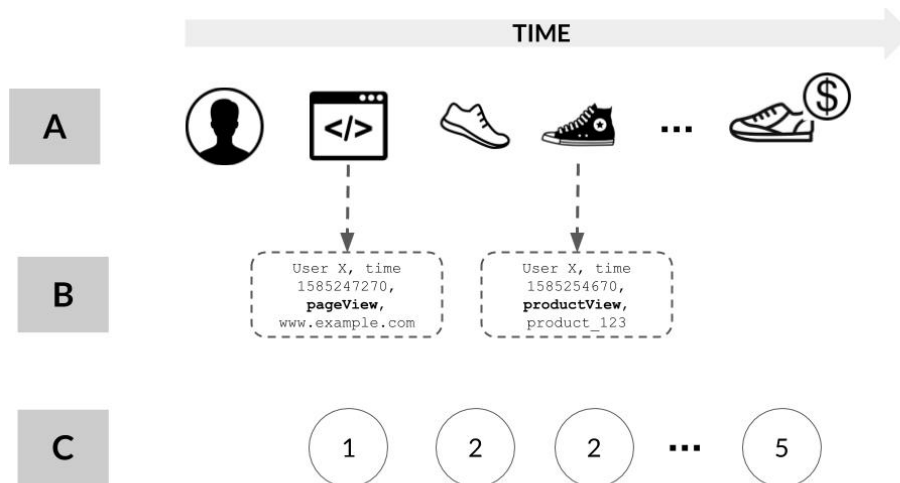 TIME
A
</>
$
...
B
User X, time
1585247270,
pageView,
www.example.com
User X, time
1585254670,
productView,
product_123
C
1
2
2
...
5